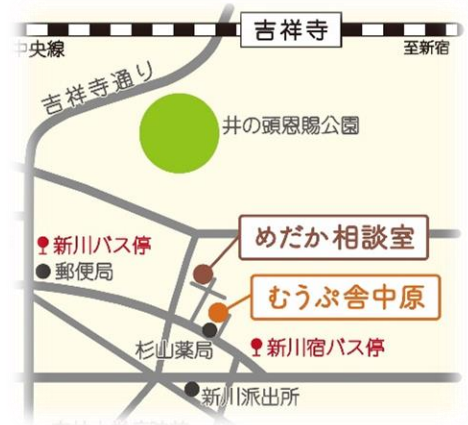 吉祥寺
中央線
至新宿
吉祥寺通り
井の頭恩賜公園
めだか相談室
新川バス停
郵便局
むうぷ舎中原
杉山薬局
新川宿バス停
新川派出所